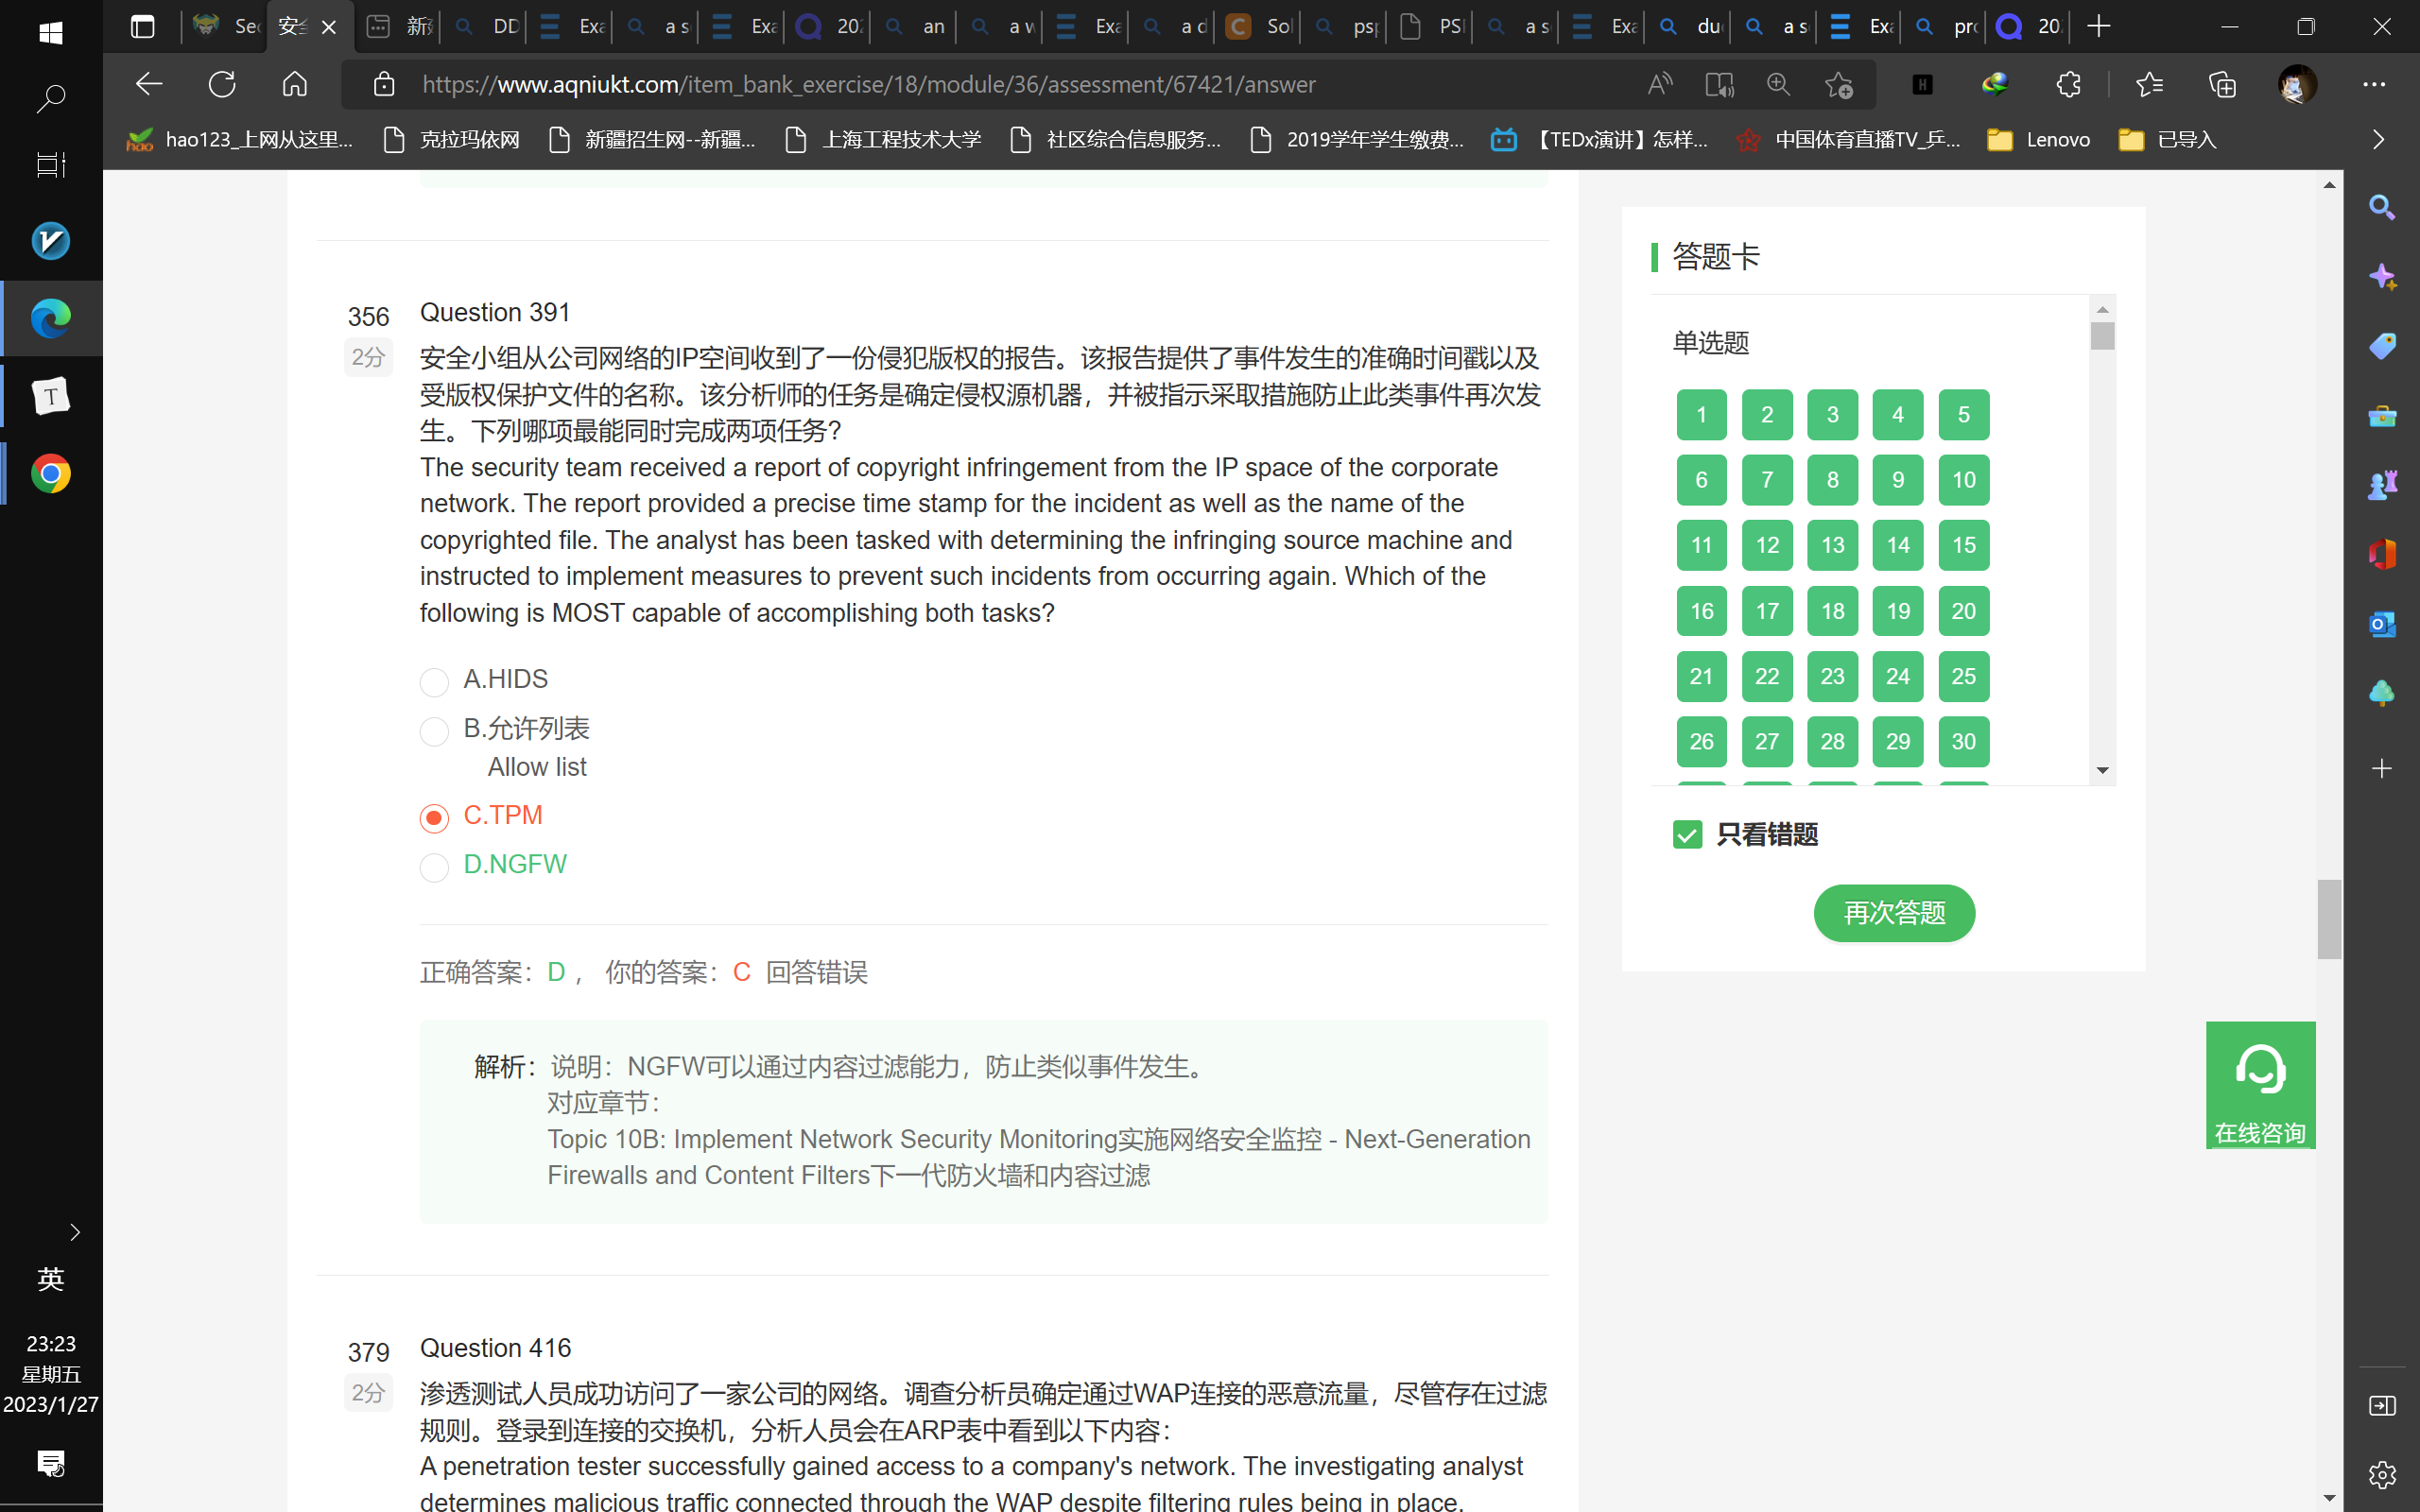 Sec
安全
新建
DD
Exa
a s
Exa
202
an
a w
Exa
a d
Sol
psp
PSP
a s
Exa
du
a s
Exa
pro
202
https://www.aqniukt.com/item_bank_exercise/18/module/36/assessment/67421/answer
hao123_上网从这里...
克拉玛依网
新疆招生网--新疆...
上海工程技术大学
社区综合信息服务...
2019学年学生缴费...
【TEDx演讲】怎样...
中国体育直播TV_乒...
Lenovo
已导入
356
2分
Question 391
安全小组从公司网络的IP空间收到了一份侵犯版权的报告。该报告提供了事件发生的准确时间戳以及
受版权保护文件的名称。该分析师的任务是确定侵权源机器，并被指示采取措施防止此类事件再次发
生。下列哪项最能同时完成两项任务?
The security team received a report of copyright infringement from the IP space of the corporate
network. The report provided a precise time stamp for the incident as well as the name of the
copyrighted file. The analyst has been tasked with determining the infringing source machine and
instructed to implement measures to prevent such incidents from occurring again. Which of the
following is MOST capable of accomplishing both tasks?
A.HIDS
B.允许列表
Allow list
C.TPM
D.NGFW
正确答案：D ， 你的答案：C 回答错误
解析：说明：NGFW可以通过内容过滤能力，防止类似事件发生。
对应章节：
Topic 10B: Implement Network Security Monitoring实施网络安全监控 - Next-Generation
Firewalls and Content Filters下一代防火墙和内容过滤
379
2分
Question 416
渗透测试人员成功访问了一家公司的网络。调查分析员确定通过WAP连接的恶意流量，尽管存在过滤
规则。登录到连接的交换机，分析人员会在ARP表中看到以下内容：
A penetration tester successfully gained access to a company's network. The investigating analyst
determines malicious traffic connected through the WAP despite filtering rules being in place.
答题卡
单选题
1 2 3 4 5
6 7 8 9 10
11 12 13 14 15
16 17 18 19 20
21 22 23 24 25
26 27 28 29 30
只看错题
再次答题
在线咨询
英
23:23
星期五
2023/1/27